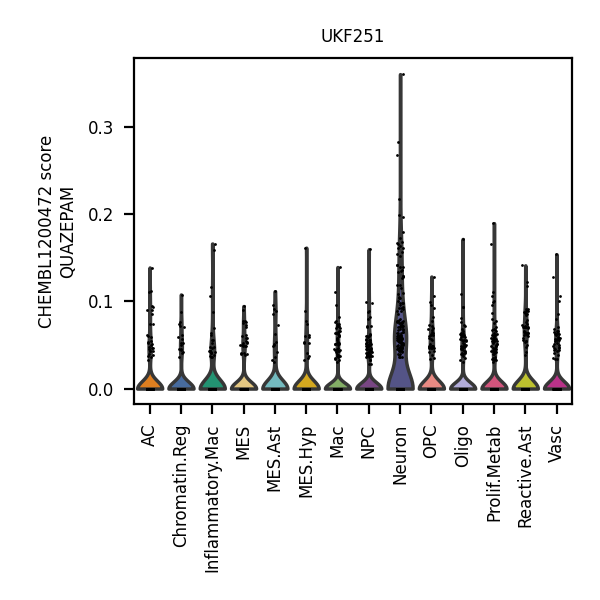 UKF251
CHEMBL1200472 score
QUAZEPAM
0.3
0.2
0.1
0.0
AC
Chromatin.Reg
Inflammatory.Mac
MES
MES.Ast
MES.Hyp
Mac
NPC
Neuron
OPC
Oligo
Prolif.Metab
Reactive.Ast
Vasc